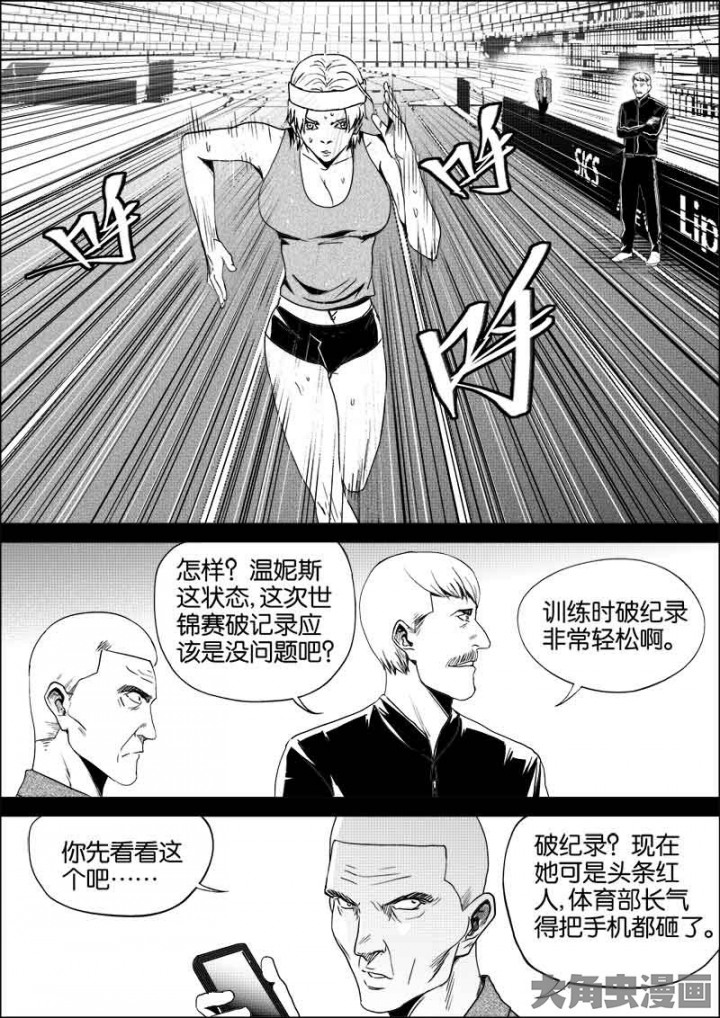 呼
呼
呼
SKS
Lip
怎样？温妮斯
这状态，这次世
锦赛破记录应
该是没问题吧？
训练时破纪录
非常轻松啊。
你先看看这
个吧……
破纪录？现在
她可是头条红
人，体育部长气
得把手机都砸了。
大角虫漫画